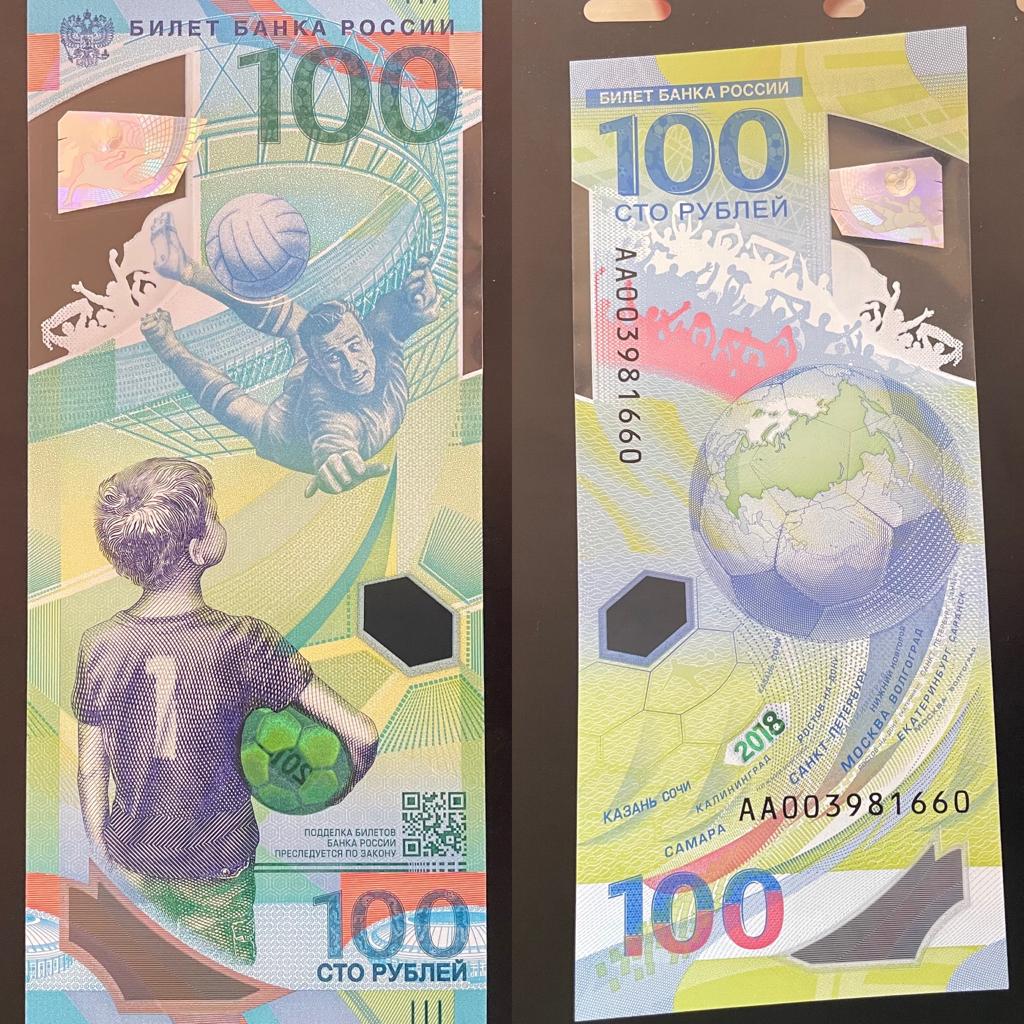 БИЛЕТ БАНКА РОССИИ
100
ПОДДЕЛКА БИЛЕТОВ
БАНКА РОССИИ
ПРЕСЛЕДУЕТСЯ ПО ЗАКОНУ
100
СТО РУБЛЕЙ
БИЛЕТ БАНКА РОССИИ
100
СТО РУБЛЕЙ
АА003981660
КАЗАНЬ СОЧИ
КАЗАНЬ СОЧИ
КАЛИНИНГРАД
САМАРА
2018
РОСТОВ-НА-ДОНУ
САНКТ-ПЕТЕРБУРГ
НИЖНИЙ НОВГОРОД
МОСКВА ВОЛГОГРАД
ЕКАТЕРИНБУРГ САРАНСК
АА003981660
100